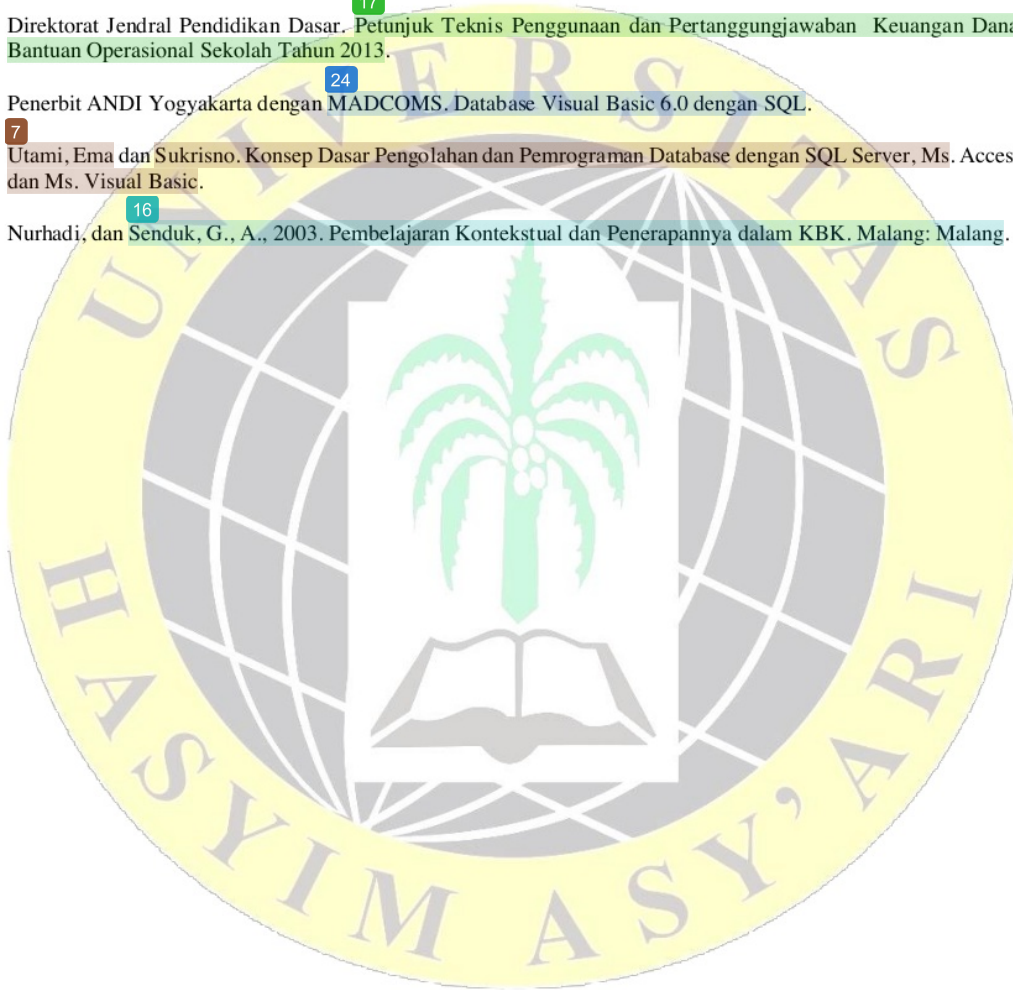 17
Direktorat Jendral Pendidikan Dasar. Petunjuk Teknis Penggunaan dan Pertanggungjawaban Keuangan Dana
Bantuan Operasional Sekolah Tahun 2013.
24
Penerbit ANDI Yogyakarta dengan MADCOMS. Database Visual Basic 6.0 dengan SQL.
7
Utami, Ema dan Sukrisno. Konsep Dasar Pengolahan dan Pemrograman Database dengan SQL Server, Ms. Acces
dan Ms. Visual Basic.
16
Nurhadi, dan Senduk, G., A., 2003. Pembelajaran Kontekstual dan Penerapannya dalam KBK. Malang: Malang.
UNIVERSITAS
HASYIM ASY'ARI